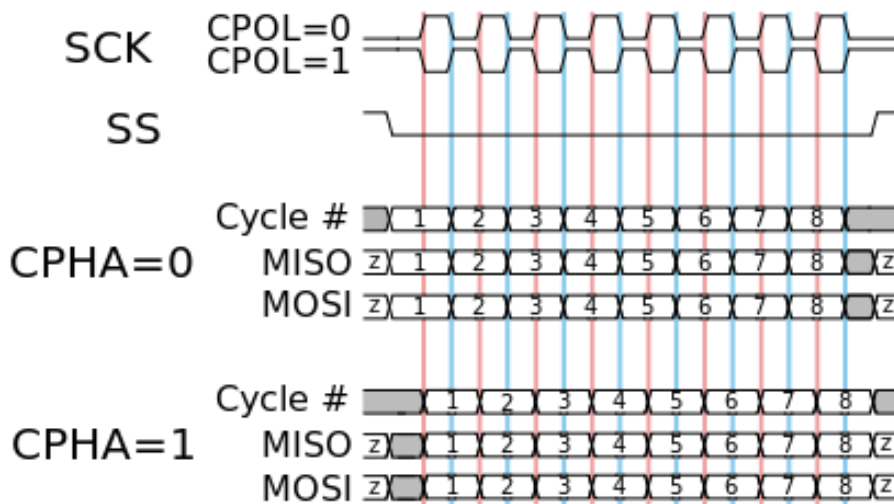 SCK CPOL=0
CPOL=1
SS
Cycle # 1 2 3 4 5 6 7 8
CPHA=0 MISO z 1 2 3 4 5 6 7 8 z
MOSI z 1 2 3 4 5 6 7 8 z
Cycle # 1 2 3 4 5 6 7 8
CPHA=1 MISO z 1 2 3 4 5 6 7 8 z
MOSI z 1 2 3 4 5 6 7 8 z